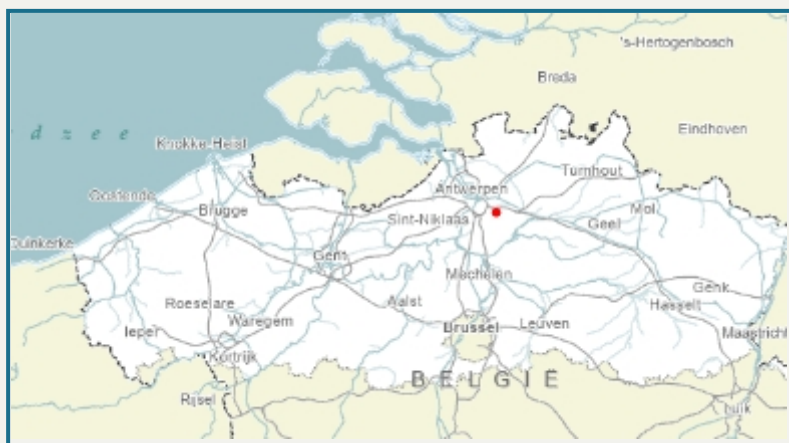 's-Hertogenbosch
Breda
Eindhoven
d z e e
Knokke-Heist
Turnhout
Antwerpen
Oostende
Brugge
Sint-Niklaas
Geel
Mol
Duinkerke
Gent
Mechelen
Genk
Roeselare
Aalst
Hasselt
Ieper
Waregem
Brussel
Leuven
Maastricht
Kortrijk
BELGIË
Rijsel
Luik